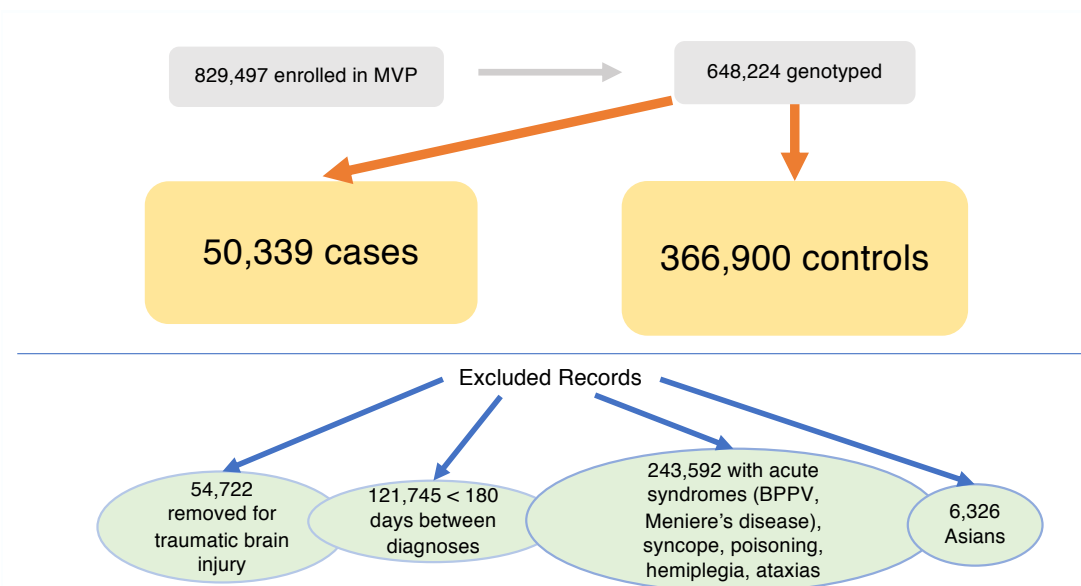 829,497 enrolled in MVP
648,224 genotyped
50,339 cases
366,900 controls
Excluded Records
54,722
removed for
traumatic brain
injury
121,745 < 180
days between
diagnoses
243,592 with acute
syndromes (BPPV,
Meniere's disease),
syncope, poisoning,
hemiplegia, ataxias
6,326
Asians